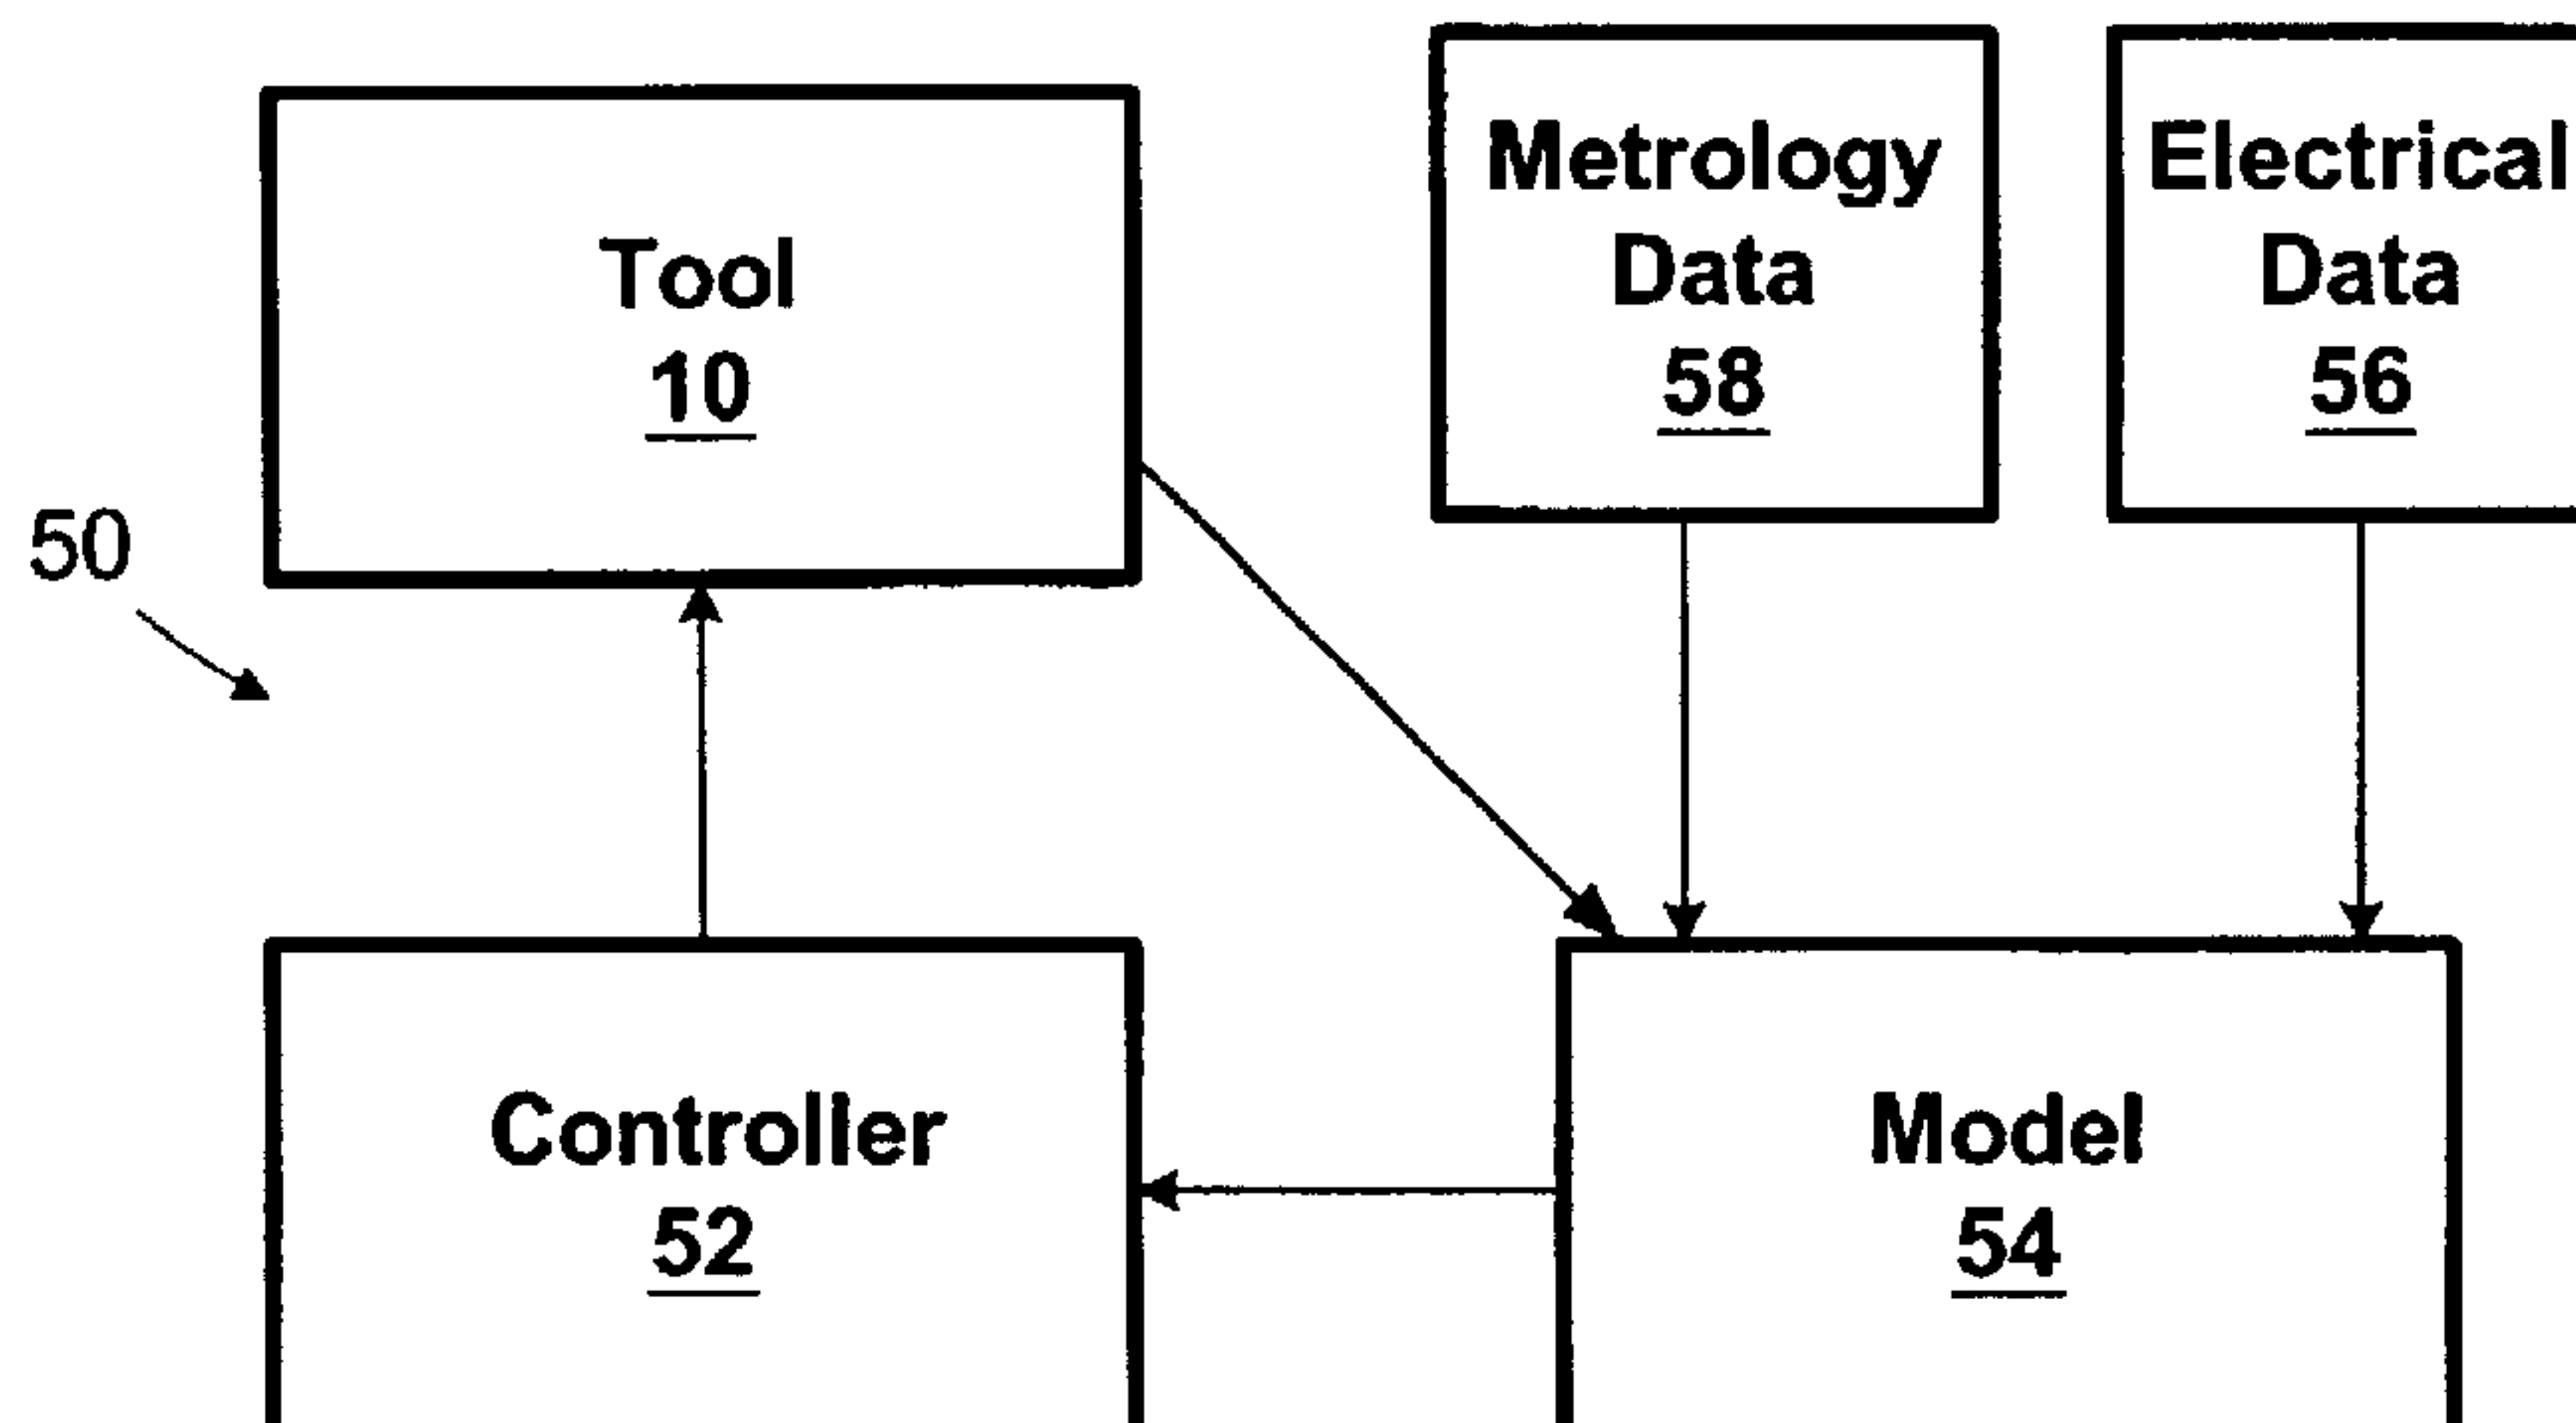 Tool
10
Metrology
Data
58
Electrical
Data
56
50
Controller
52
Model
54